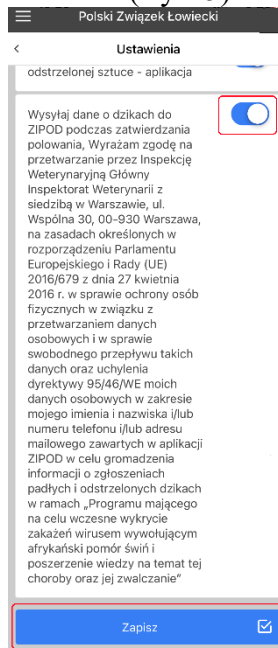 Polski Związek Łowiecki
Ustawienia
odstrzelonej sztuce - aplikacja
Wysyłaj dane o dzikach do
ZIPOD podczas zatwierdzania
polowania, Wyrażam zgodę na
przetwarzanie przez Inspekcję
Weterynaryjną Główny
Inspektorat Weterynarii z
siedzibą w Warszawie, ul.
Wspólna 30, 00-930 Warszawa,
na zasadach określonych w
rozporządzeniu Parlamentu
Europejskiego i Rady (UE)
2016/679 z dnia 27 kwietnia
2016 r. w sprawie ochrony osób
fizycznych w związku z
przetwarzaniem danych
osobowych i w sprawie
swobodnego przepływu takich
danych oraz uchylenia
dyrektywy 95/46/WE moich
danych osobowych w zakresie
mojego imienia i nazwiska i/lub
numeru telefonu i/lub adresu
mailowego zawartych w aplikacji
ZIPOD w celu gromadzenia
informacji o zgłoszeniach
padłych i odstrzelonych dzikach
w ramach „Programu mającego
na celu wczesne wykrycie
zakażeń wirusem wywołującym
afrykański pomór świń i
poszerzenie wiedzy na temat tej
choroby oraz jej zwalczanie"
Zapisz